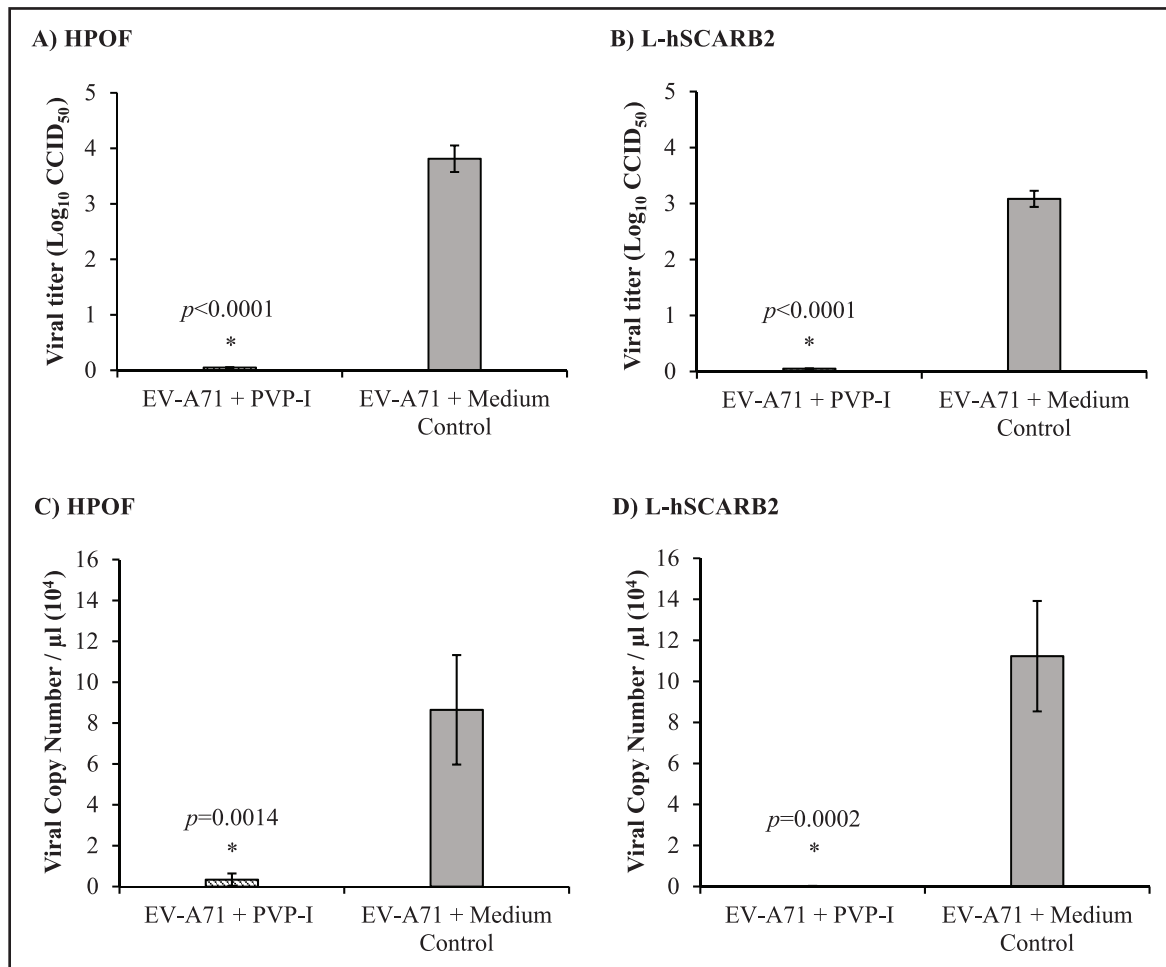 A) HPOF
Viral titer (Log₁₀ CCID₅₀)
5
4
3
2
1
0
p<0.0001
*
EV-A71 + PVP-I
EV-A71 + Medium
Control
B) L-hSCARB2
Viral titer (Log₁₀ CCID₅₀)
5
4
3
2
1
0
p<0.0001
*
EV-A71 + PVP-I
EV-A71 + Medium
Control
C) HPOF
Viral Copy Number / µl (10⁴)
16
14
12
10
8
6
4
2
0
p=0.0014
*
EV-A71 + PVP-I
EV-A71 + Medium
Control
D) L-hSCARB2
Viral Copy Number / µl (10⁴)
16
14
12
10
8
6
4
2
0
p=0.0002
*
EV-A71 + PVP-I
EV-A71 + Medium
Control